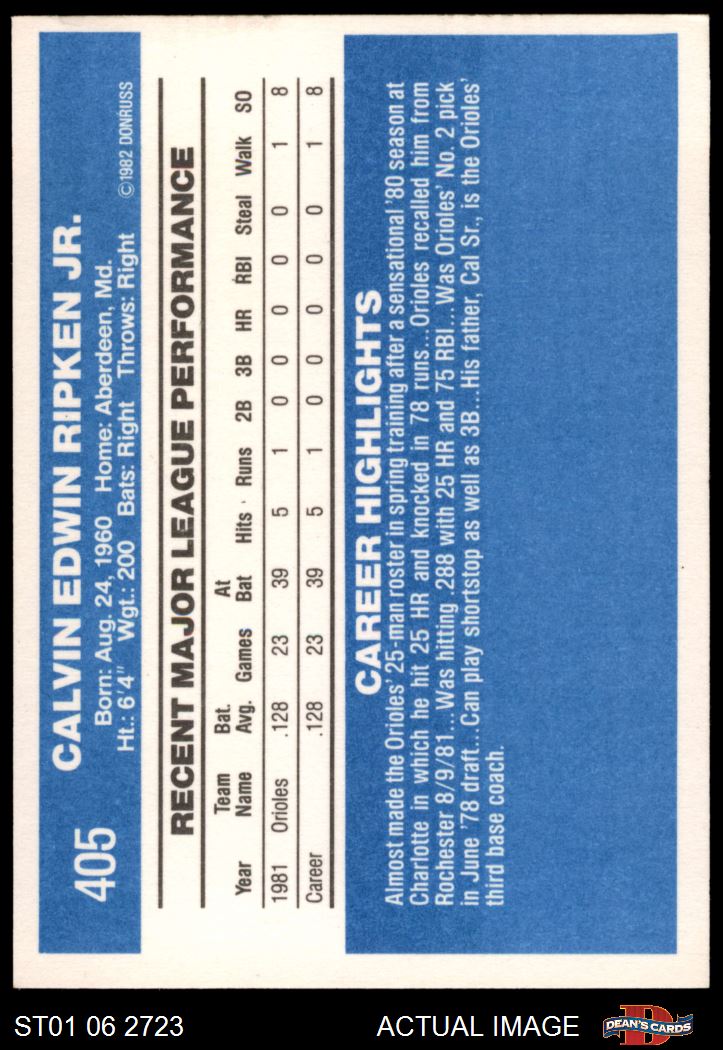 405
CALVIN EDWIN RIPKEN JR.
Born: Aug. 24, 1960 Home: Aberdeen, Md.
Ht.: 6'4" Wgt.: 200 Bats: Right Throws: Right ©1982 DONRUSS
RECENT MAJOR LEAGUE PERFORMANCE
Team Bat. At
Year Name Avg. Games Bat Hits Runs 2B 3B HR RBI Steal Walk SO
1981 Orioles .128 23 39 5 1 0 0 0 0 0 1 8
Career .128 23 39 5 1 0 0 0 0 0 1 8
CAREER HIGHLIGHTS
Almost made the Orioles' 25-man roster in spring training after a sensational '80 season at
Charlotte in which he hit 25 HR and knocked in 78 runs...Orioles recalled him from
Rochester 8/9/81...Was hitting .288 with 25 HR and 75 RBI...Was Orioles' No. 2 pick
in June '78 draft...Can play shortstop as well as 3B...His father, Cal Sr., is the Orioles'
third base coach.
ST01 06 2723 ACTUAL IMAGE
D
DEAN'S CARDS